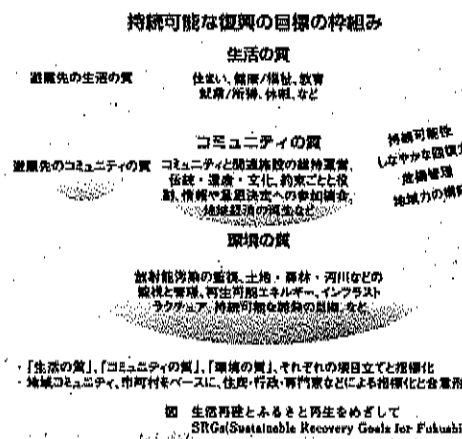 持続可能な復興の目標の枠組み
生活の質
避難先の生活の質
住まい、健康/福祉、教育
就業/所得、休暇、など
コミュニティの質
避難先のコミュニティの質
コミュニティと関連施設の維持運営、
伝統・遺産・文化、約束ごとと役
割、情報や意思決定への参加機会、
地域経済の再生など
持続可能性
しなやかな回復力
危機管理
地域力の構築
環境の質
放射能汚染の監視、土地・森林・河川などの
監視と管理、再生可能エネルギー、インフラスト
ラクチュア、持続可能な開発の目標、など
・「生活の質」、「コミュニティの質」、「環境の質」、それぞれの項目立てと指標化
・地域コミュニティ、市町村をベースに、住民・行政・専門家などによる指標化と合意形
図 生活再建とふるさと再生をめざして
SRGs(Sustainable Recovery Goals for Fukushi